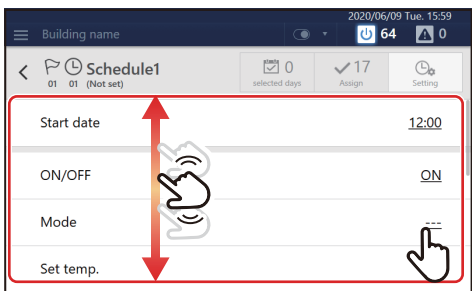 2020/06/09 Tue. 15:59
Building name
64
0
Schedule1
01 01 (Not set)
0
selected days
17
Assign
Setting
Start date
12:00
ON/OFF
ON
Mode
---
Set temp.